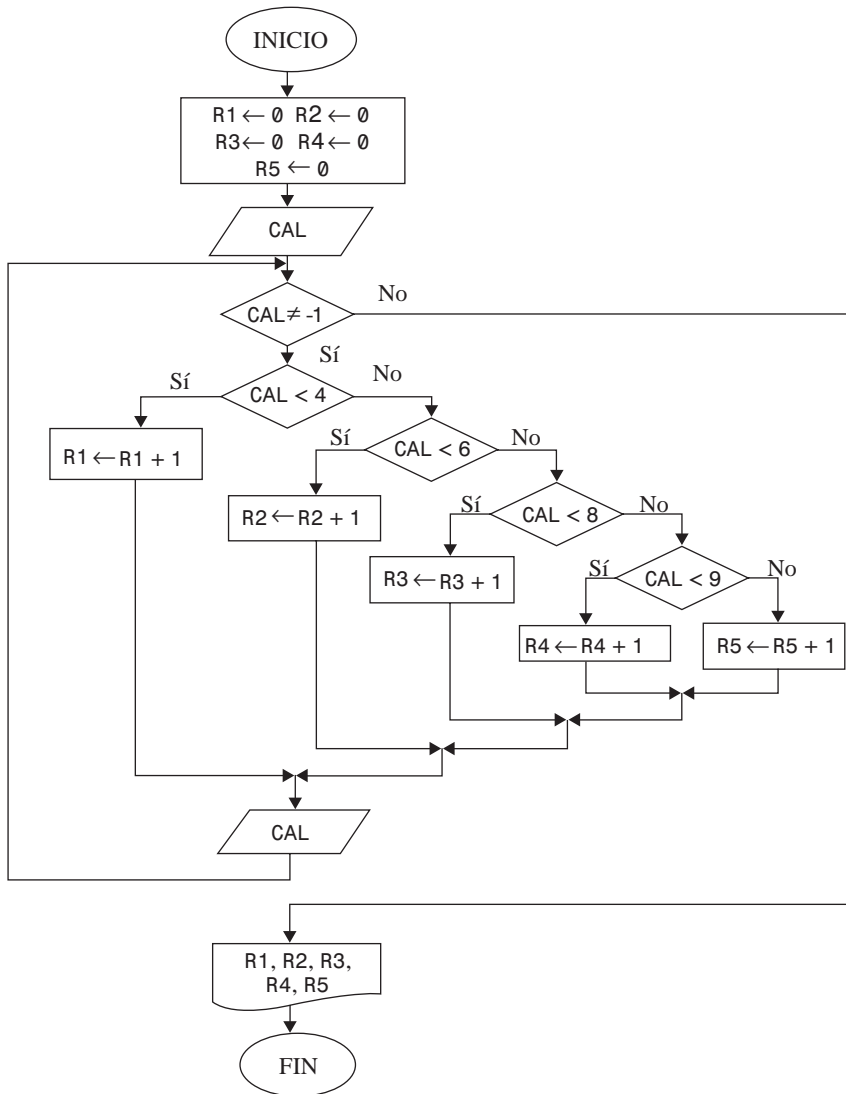 INICIO
R1 ← 0 R2 ← 0
R3 ← 0 R4 ← 0
R5 ← 0
CAL
CAL ≠ -1
No
Sí
CAL < 4
Sí
No
R1 ← R1 + 1
CAL < 6
Sí
No
R2 ← R2 + 1
CAL < 8
Sí
No
R3 ← R3 + 1
CAL < 9
Sí
No
R4 ← R4 + 1
R5 ← R5 + 1
CAL
R1, R2, R3,
R4, R5
FIN